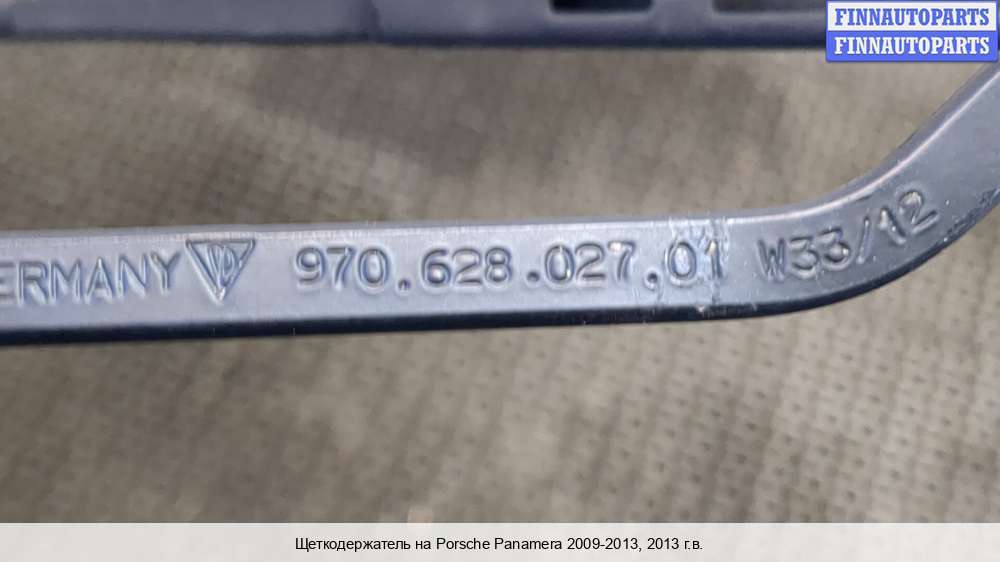 FINNAUTOPARTS
FINNAUTOPARTS
ERMANY 970.628.027.01 W33/12
Щеткодержатель на Porsche Panamera 2009-2013, 2013 г.в.